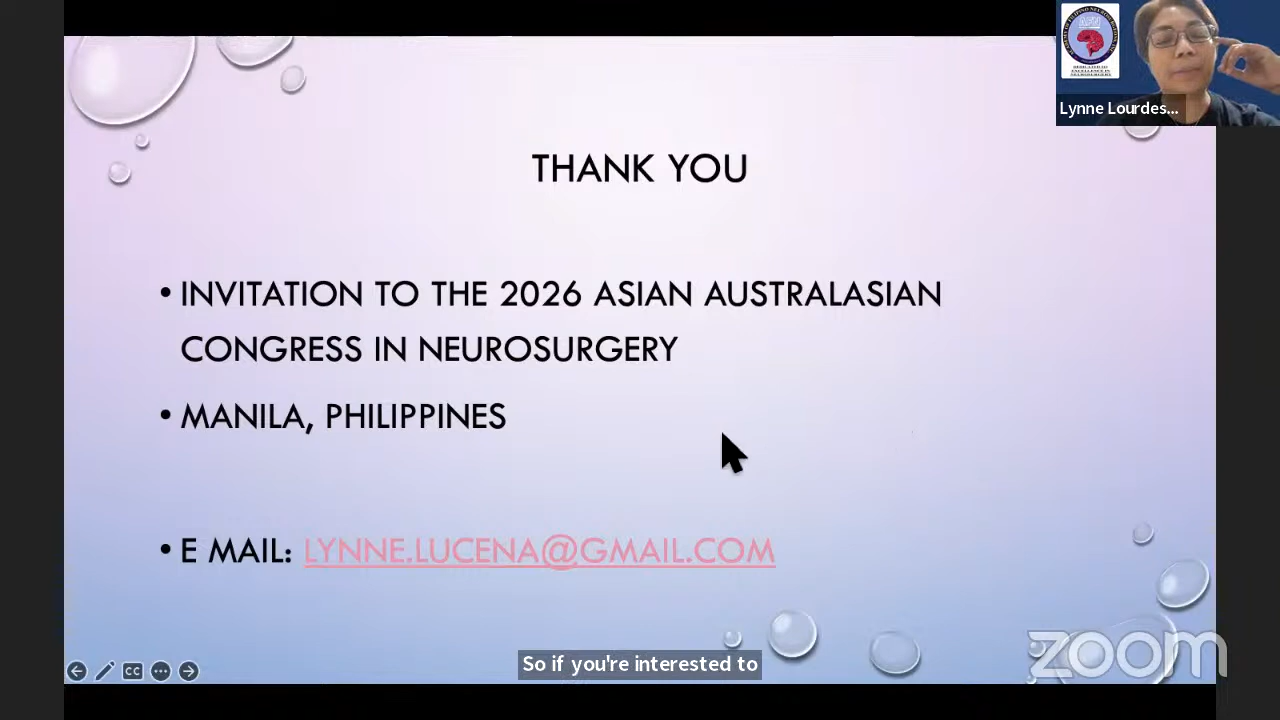 THANK YOU
• INVITATION TO THE 2026 ASIAN AUSTRALASIAN
CONGRESS IN NEUROSURGERY
• MANILA, PHILIPPINES
• E MAIL: LYNNE.LUCENA@GMAIL.COM
Lynne Lourdes...
CC
So if you're interested to
zoom